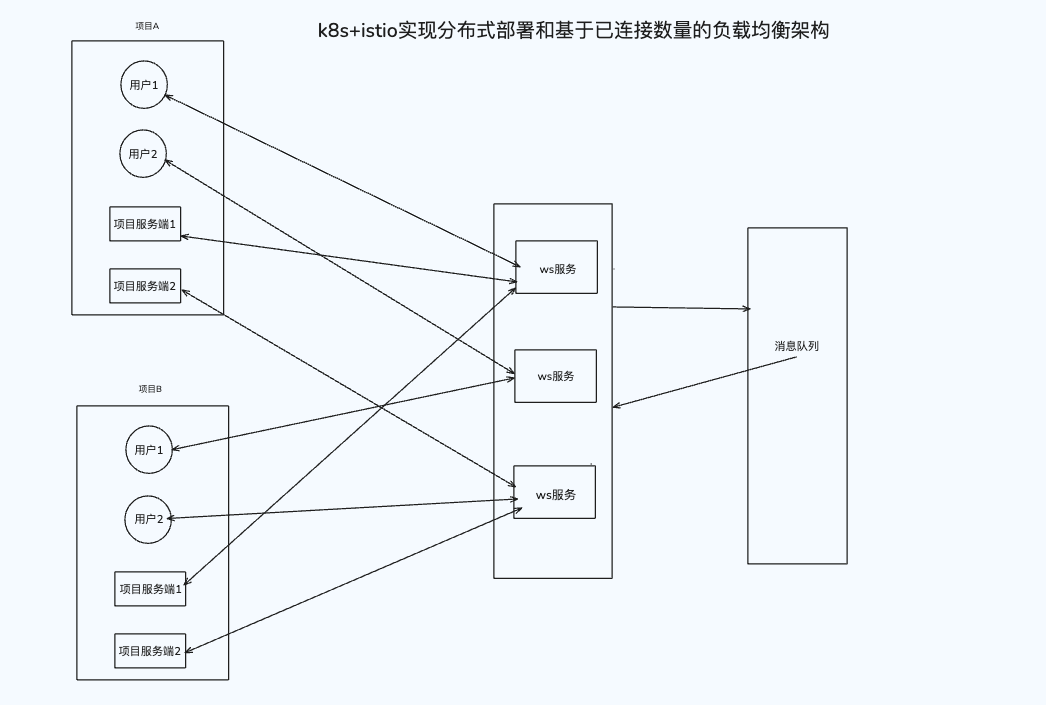 k8s+istio实现分布式部署和基于已连接数量的负载均衡架构
项目A
用户1
用户2
项目服务端1
项目服务端2
项目B
用户1
用户2
项目服务端1
项目服务端2
ws服务
ws服务
ws服务
消息队列